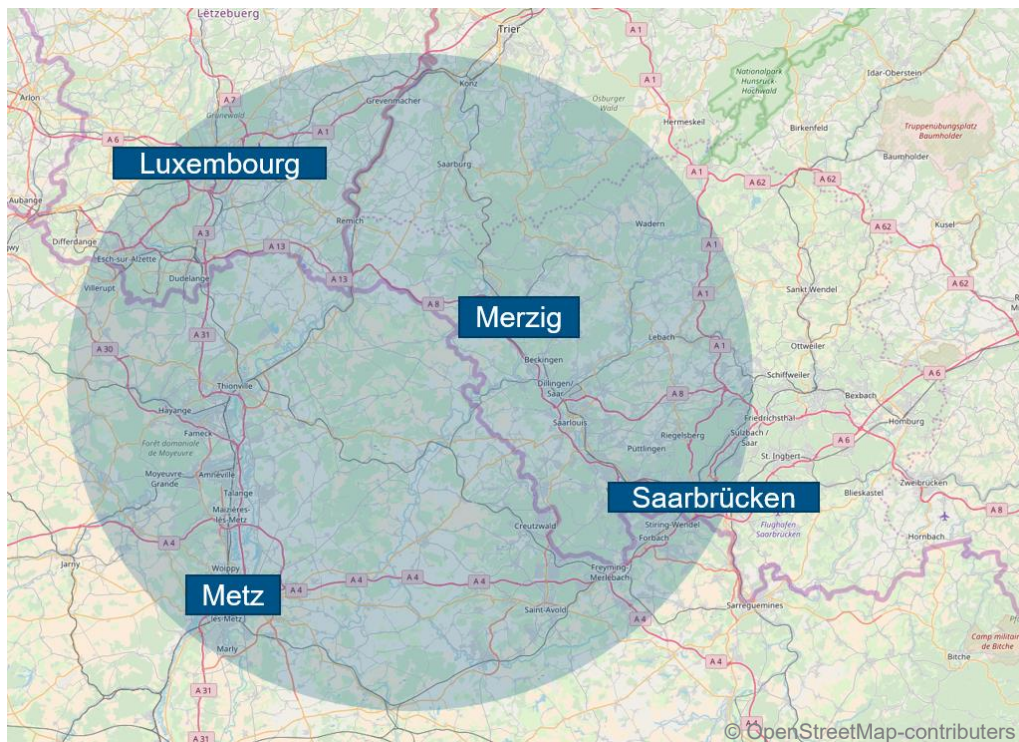 Lëtzebuerg
Trier
A 1
Konz
Idar-Oberstein
Nationalpark
Hunsrück-
Hochwald
A 1
Arlon
A 7
Grevenmacher
Osburger
Wald
Grünewald
Hermeskeil
Birkenfeld
Truppenübungsplatz
Baumholder
A 6
A 1
Baumholder
Luxembourg
Saarburg
A 1
A 62
A 62
Aubange
Remich
Wadern
Kusel
A 62
Differdange
A 3
A 13
A 1
Esch-sur-Alzette
Dudelange
A 13
Villerupt
A 8
A 1
Sankt Wendel
Merzig
A 31
Lebach
A 30
A 1
Ottweiler
Beckingen
Thionville
Dillingen/
Saar
Schiffweiler
A 6
A 8
Bexbach
Hayange
Saarlouis
Friedrichsthal
Homburg
Fameck
Riegelsberg
Sulzbach /
Saar
A 6
Forêt domaniale
de Moyeuvre
Püttlingen
St. Ingbert
Moyeuvre-
Grande
Amnéville
Zweibrücken
Talange
Saarbrücken
Blieskastel
Maizières-
lès-Metz
A 8
Creutzwald
Stiring-Wendel
Flughafen
Saarbrücken
Forbach
Hornbach
A 4
Jarny
Woippy
Freyming-
Merlebach
A 4
A 4
A 4
Metz
Saint-Avold
Sarreguemines
lès-Metz
A 4
Camp militaire
de Bitche
Marly
A 4
Bitche
A 31
A 4
A 31
© OpenStreetMap-contributers